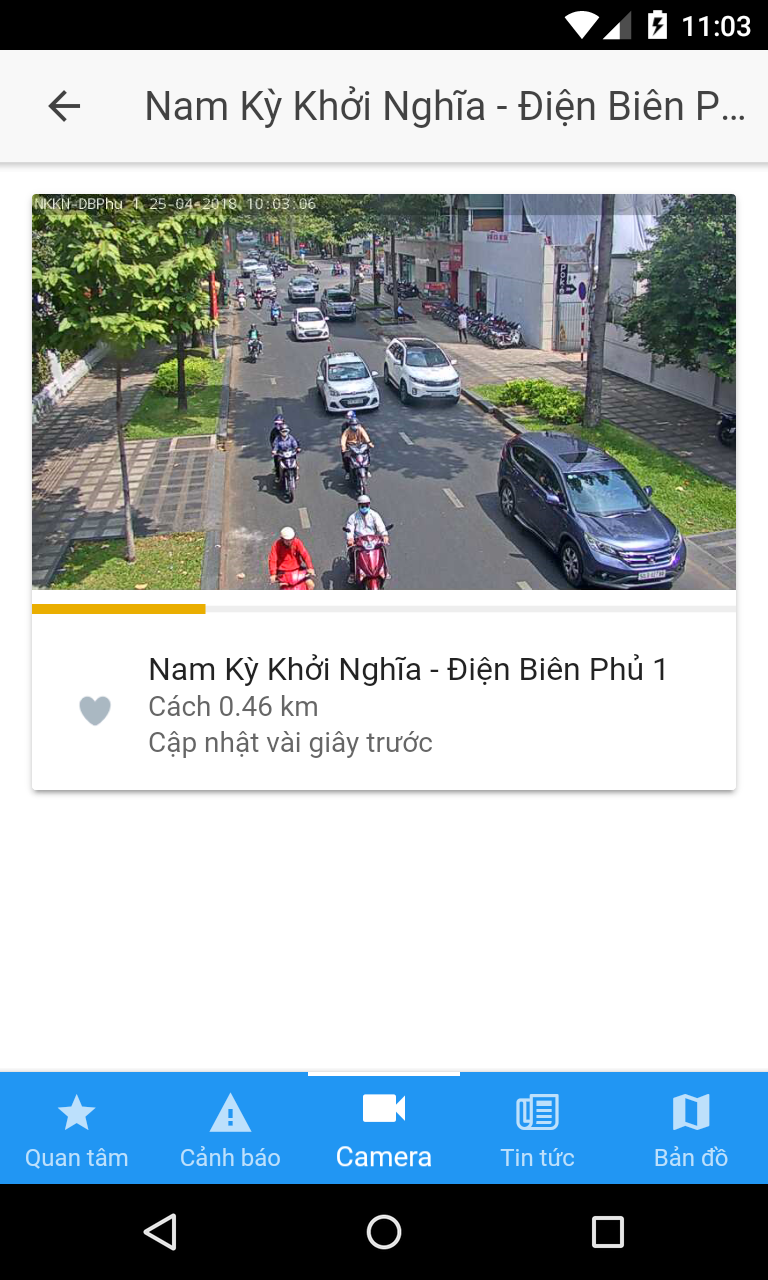 11:03
Nam Kỳ Khởi Nghĩa - Điện Biên P...
NKKN-DBPhu 1 25-04-2018 10:03:06
Nam Kỳ Khởi Nghĩa - Điện Biên Phủ 1
Cách 0.46 km
Cập nhật vài giây trước
Quan tâm
Cảnh báo
Camera
Tin tức
Bản đồ